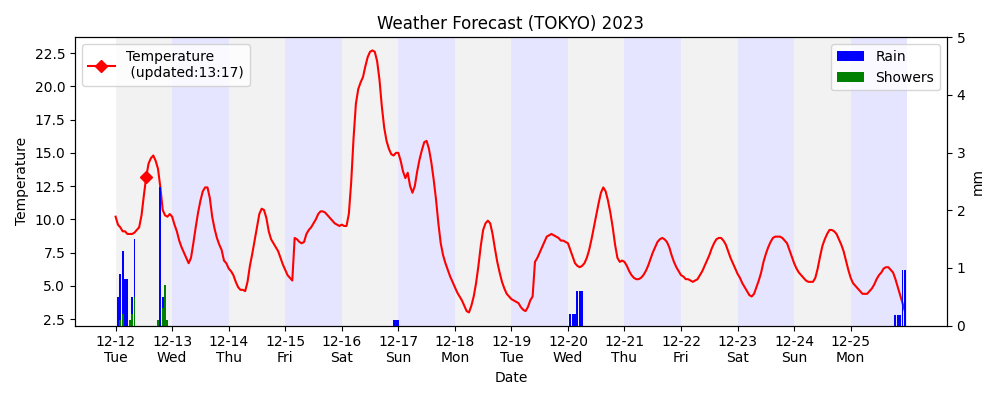 Weather Forecast (TOKYO) 2023
Temperature
(updated:13:17)
Rain
Showers
22.5
20.0
17.5
15.0
12.5
10.0
7.5
5.0
2.5
Temperature
5
4
3
2
1
0
mm
12-12 12-13 12-14 12-15 12-16 12-17 12-18 12-19 12-20 12-21 12-22 12-23 12-24 12-25
Tue Wed Thu Fri Sat Sun Mon Tue Wed Thu Fri Sat Sun Mon
Date